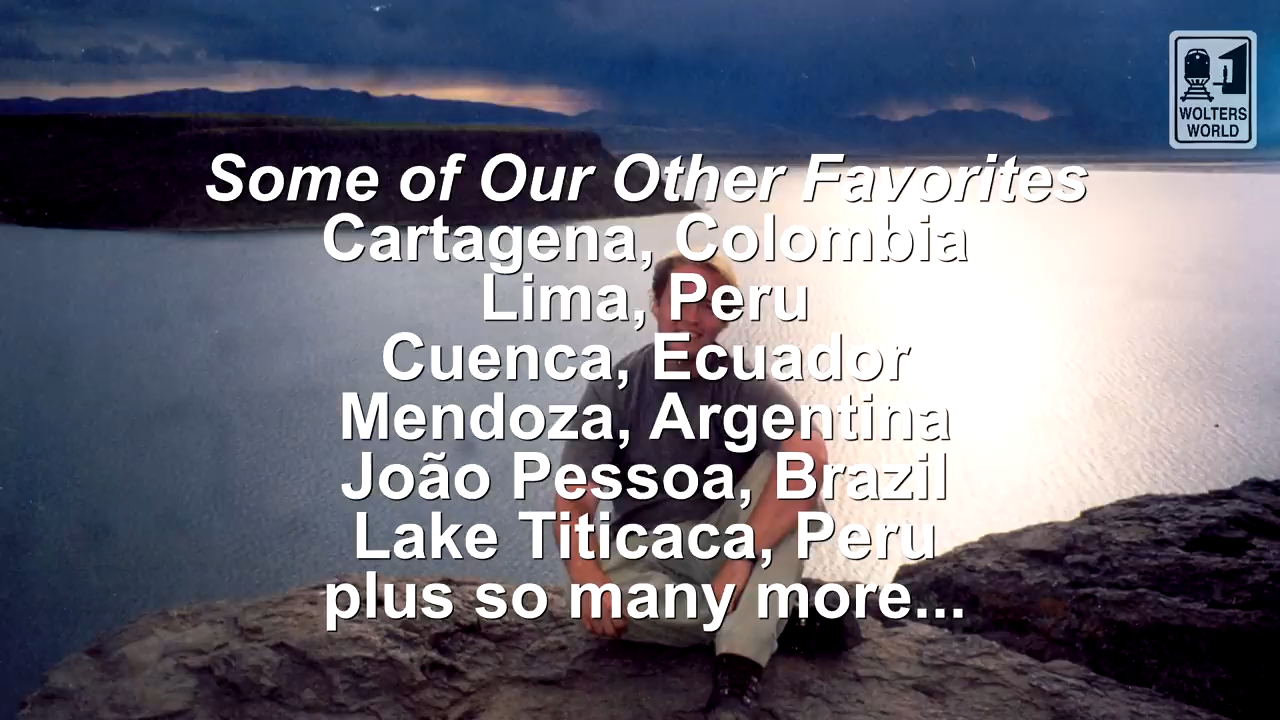 WOLTERS
WORLD
Some of Our Other Favorites
Cartagena, Colombia
Lima, Peru
Cuenca, Ecuador
Mendoza, Argentina
João Pessoa, Brazil
Lake Titicaca, Peru
plus so many more...